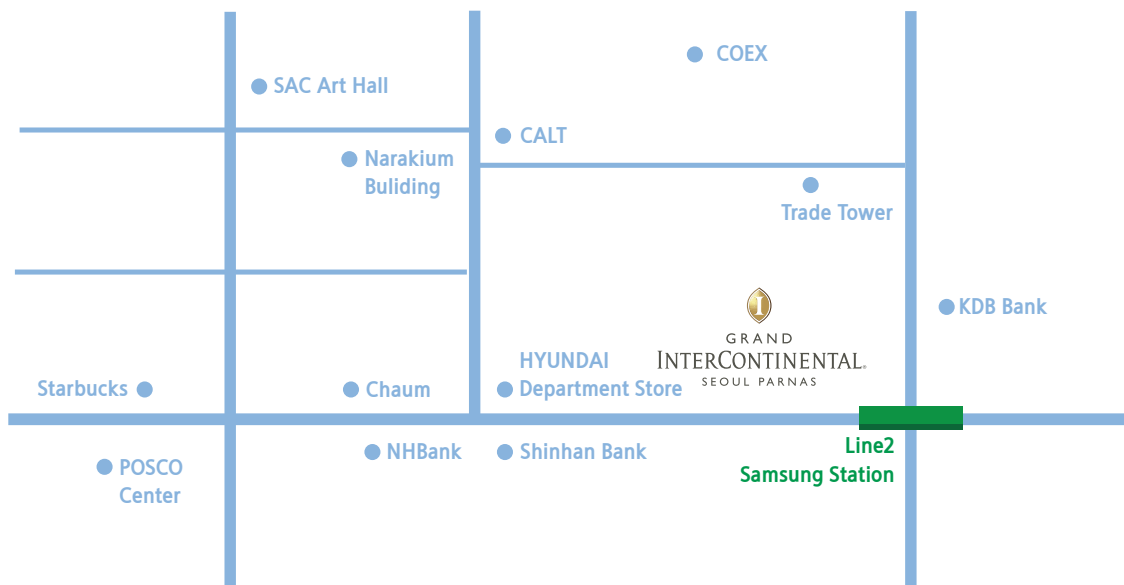 COEX
SAC Art Hall
CALT
Narakium
Buliding
Trade Tower
I
KDB Bank
GRAND
INTERCONTINENTAL®
SEOUL PARNAS
HYUNDAI
Department Store
Starbucks
Chaum
NHBank
Shinhan Bank
Line2
Samsung Station
POSCO
Center